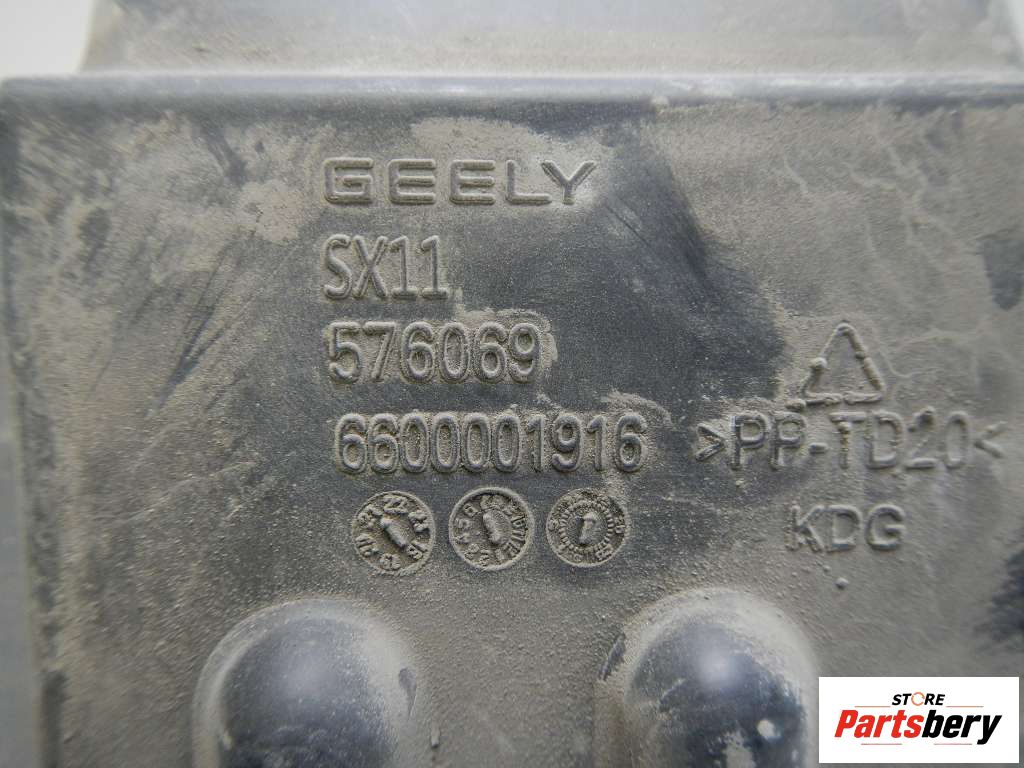 GEELY
SX11
576069
6600001916
>PP-TD20<
KDG
STORE
Partsbery